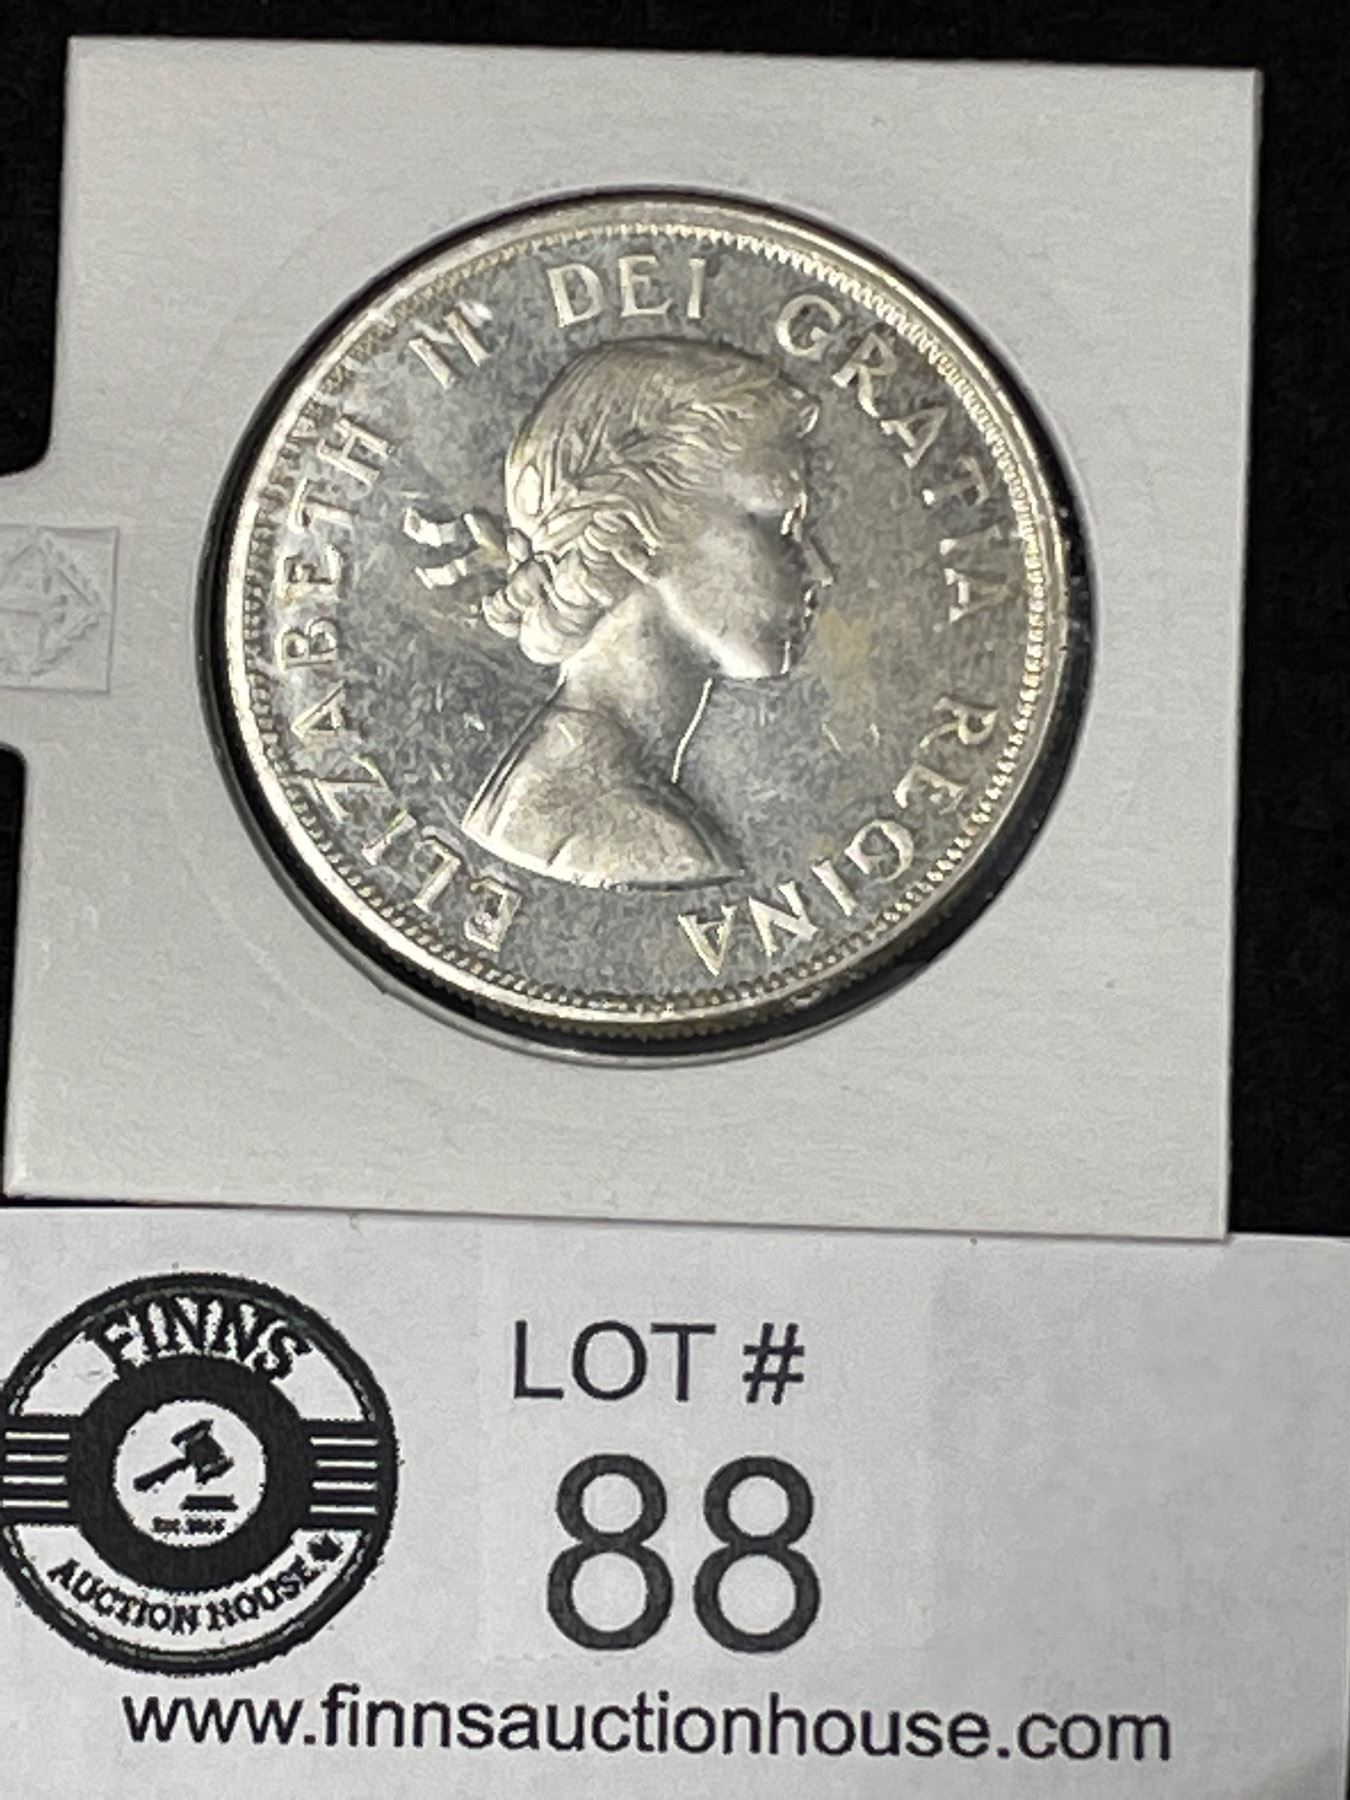 ELIZABETH II DEI GRATIA REGINA
FINNS
AUCTION HOUSE
LOT #
88
www.finnsauctionhouse.com